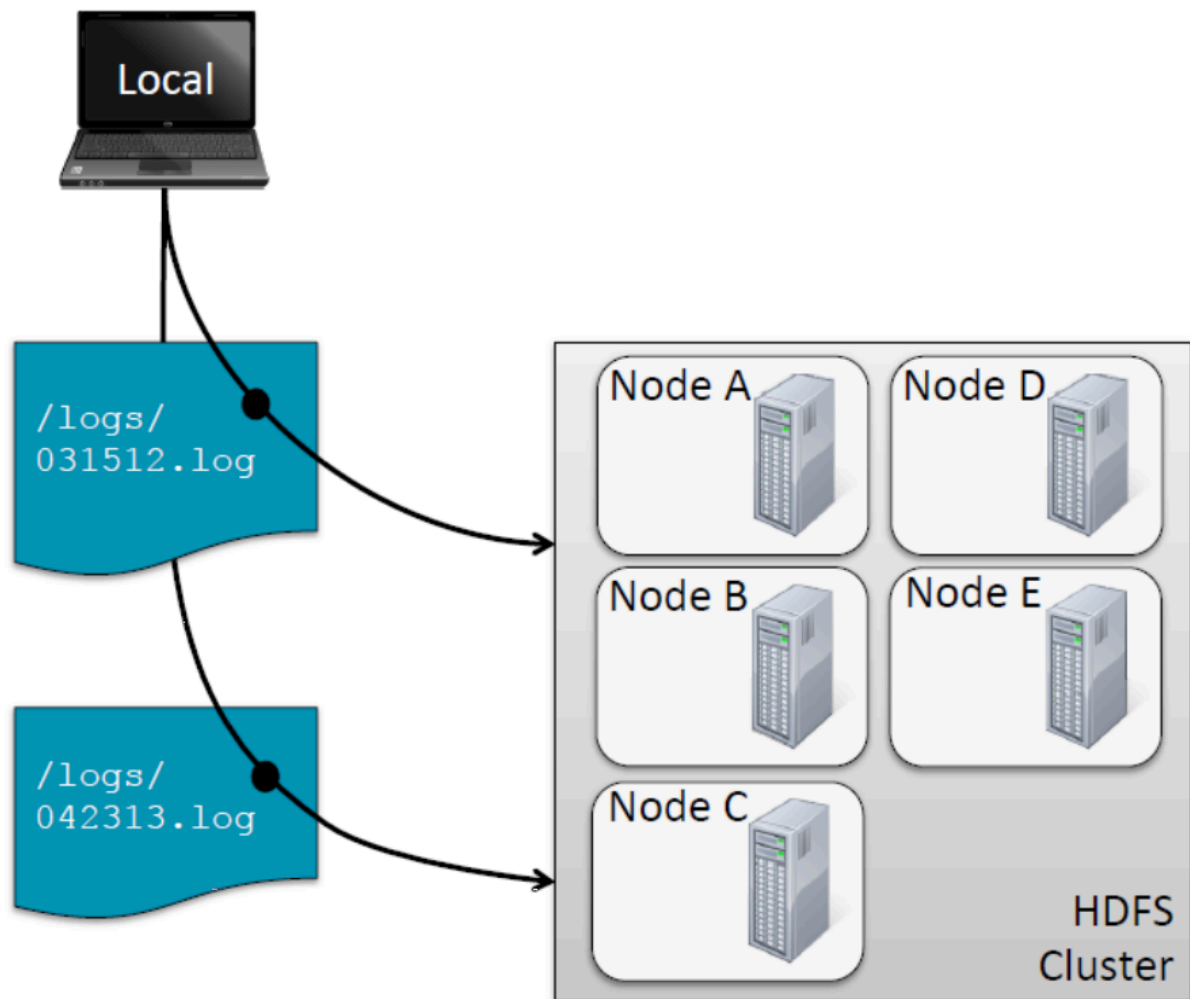 Local
/logs/
031512.log
/logs/
042313.log
Node A
Node D
Node B
Node E
Node C
HDFS
Cluster